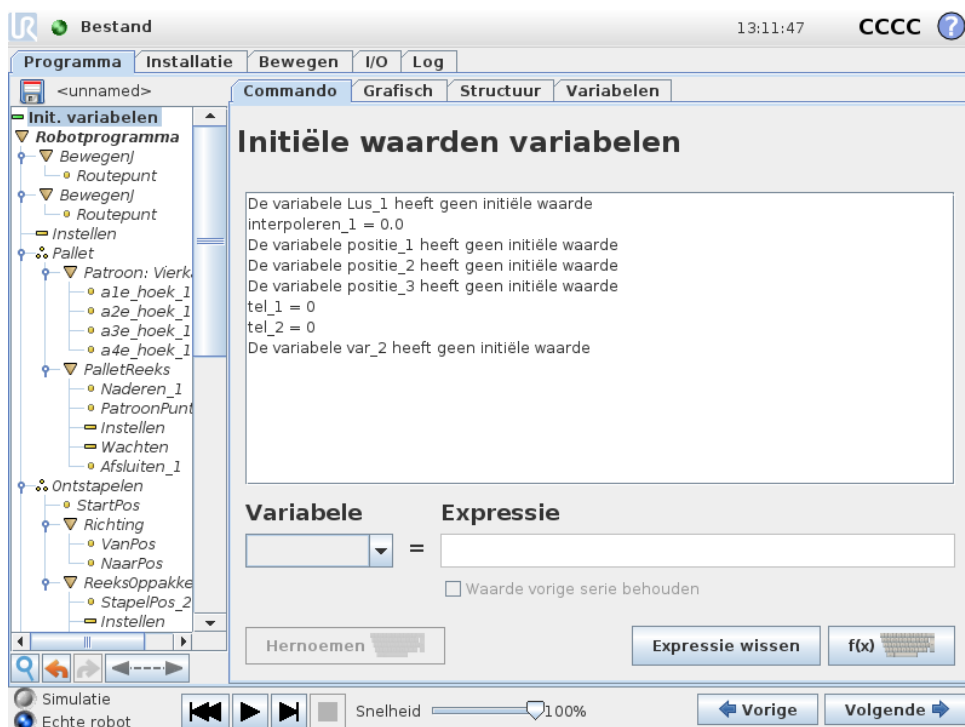 UR Bestand 13:11:47 CCCC ?
Programma Installatie Bewegen I/O Log
<unnamed> Commando Grafisch Structuur Variabelen
Init. variabelen
Robotprogramma
BewegenJ
Routepunt
BewegenJ
Routepunt
Instellen
Pallet
Patroon: Vierk
a1e_hoek_1
a2e_hoek_1
a3e_hoek_1
a4e_hoek_1
PalletReeks
Naderen_1
PatroonPunt
Instellen
Wachten
Afsluiten_1
Ontstapelen
StartPos
Richting
VanPos
NaarPos
ReeksOppakke
StapelPos_2
Instellen
Initiële waarden variabelen
De variabele Lus_1 heeft geen initiële waarde
interpoleren_1 = 0.0
De variabele positie_1 heeft geen initiële waarde
De variabele positie_2 heeft geen initiële waarde
De variabele positie_3 heeft geen initiële waarde
tel_1 = 0
tel_2 = 0
De variabele var_2 heeft geen initiële waarde
Variabele Expressie
=
Waarde vorige serie behouden
Hernoemen Expressie wissen f(x)
Simulatie
Echte robot
Snelheid 100% Vorige Volgende